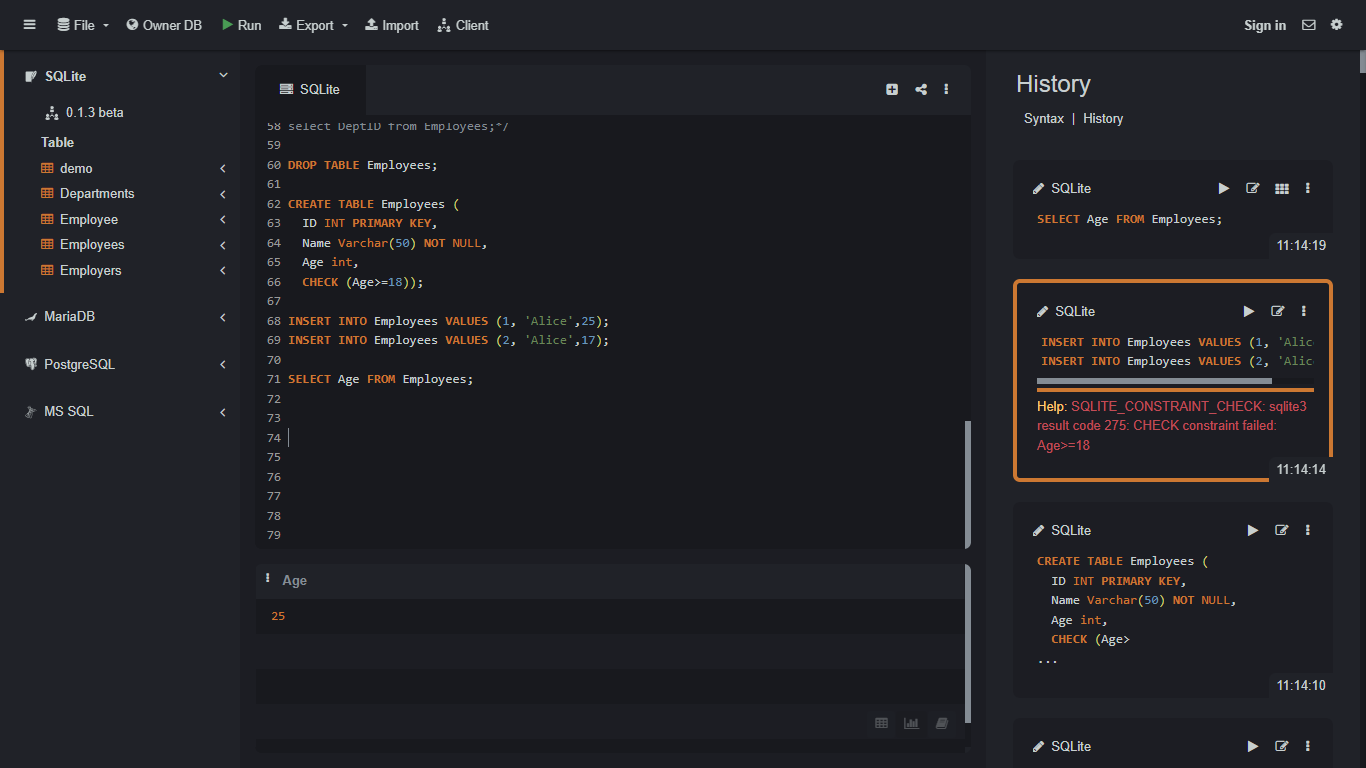 File Owner DB Run Export Import Client Sign in
SQLite
0.1.3 beta
Table
demo
Departments
Employee
Employees
Employers
MariaDB
PostgreSQL
MS SQL
SQLite
58 select DeptID from Employees;*/
59
60 DROP TABLE Employees;
61
62 CREATE TABLE Employees (
63 ID INT PRIMARY KEY,
64 Name Varchar(50) NOT NULL,
65 Age int,
66 CHECK (Age>=18));
67
68 INSERT INTO Employees VALUES (1, 'Alice',25);
69 INSERT INTO Employees VALUES (2, 'Alice',17);
70
71 SELECT Age FROM Employees;
72
73
74
75
76
77
78
79
Age
25
History
Syntax | History
SQLite
SELECT Age FROM Employees;
11:14:19
SQLite
INSERT INTO Employees VALUES (1, 'Alic
INSERT INTO Employees VALUES (2, 'Alic
Help: SQLITE_CONSTRAINT_CHECK: sqlite3
result code 275: CHECK constraint failed:
Age>=18
11:14:14
SQLite
CREATE TABLE Employees (
ID INT PRIMARY KEY,
Name Varchar(50) NOT NULL,
Age int,
CHECK (Age>
...
11:14:10
SQLite